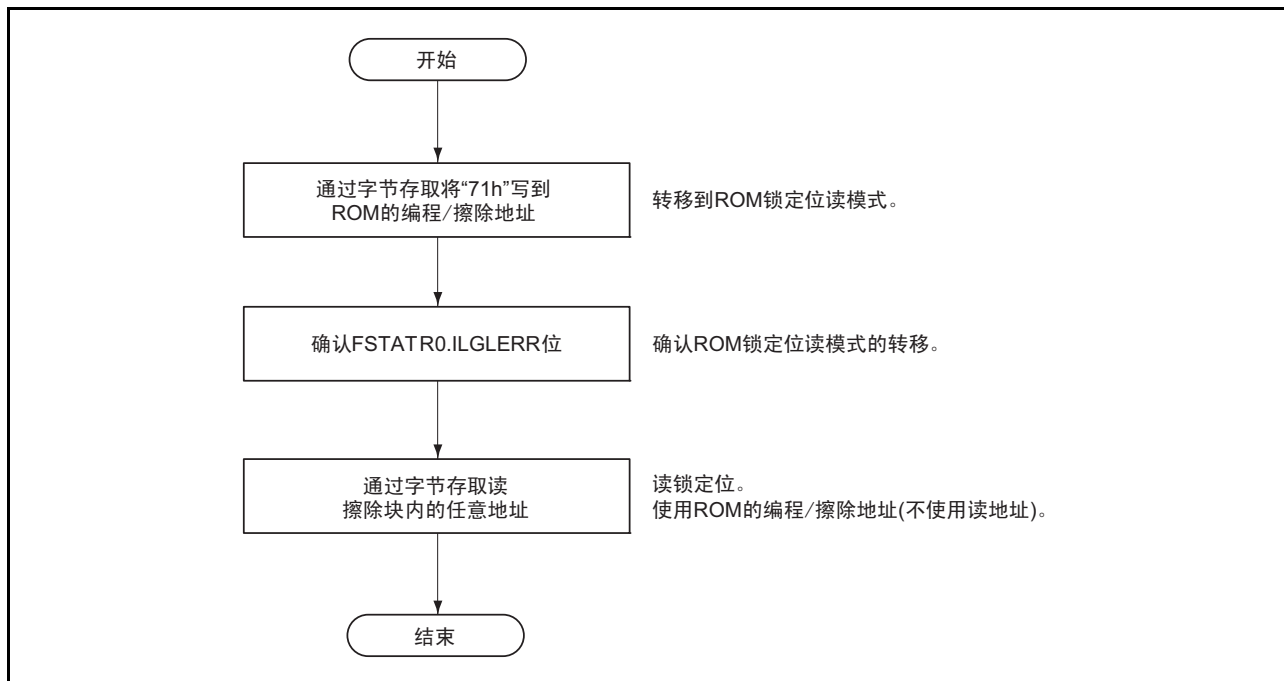 开始
通过字节存取将“71h”写到
ROM的编程/擦除地址
转移到ROM锁定位读模式。
确认FSTATR0.ILGLERR位
确认ROM锁定位读模式的转移。
通过字节存取读
擦除块内的任意地址
读锁定位。
使用ROM的编程/擦除地址(不使用读地址)。
结束